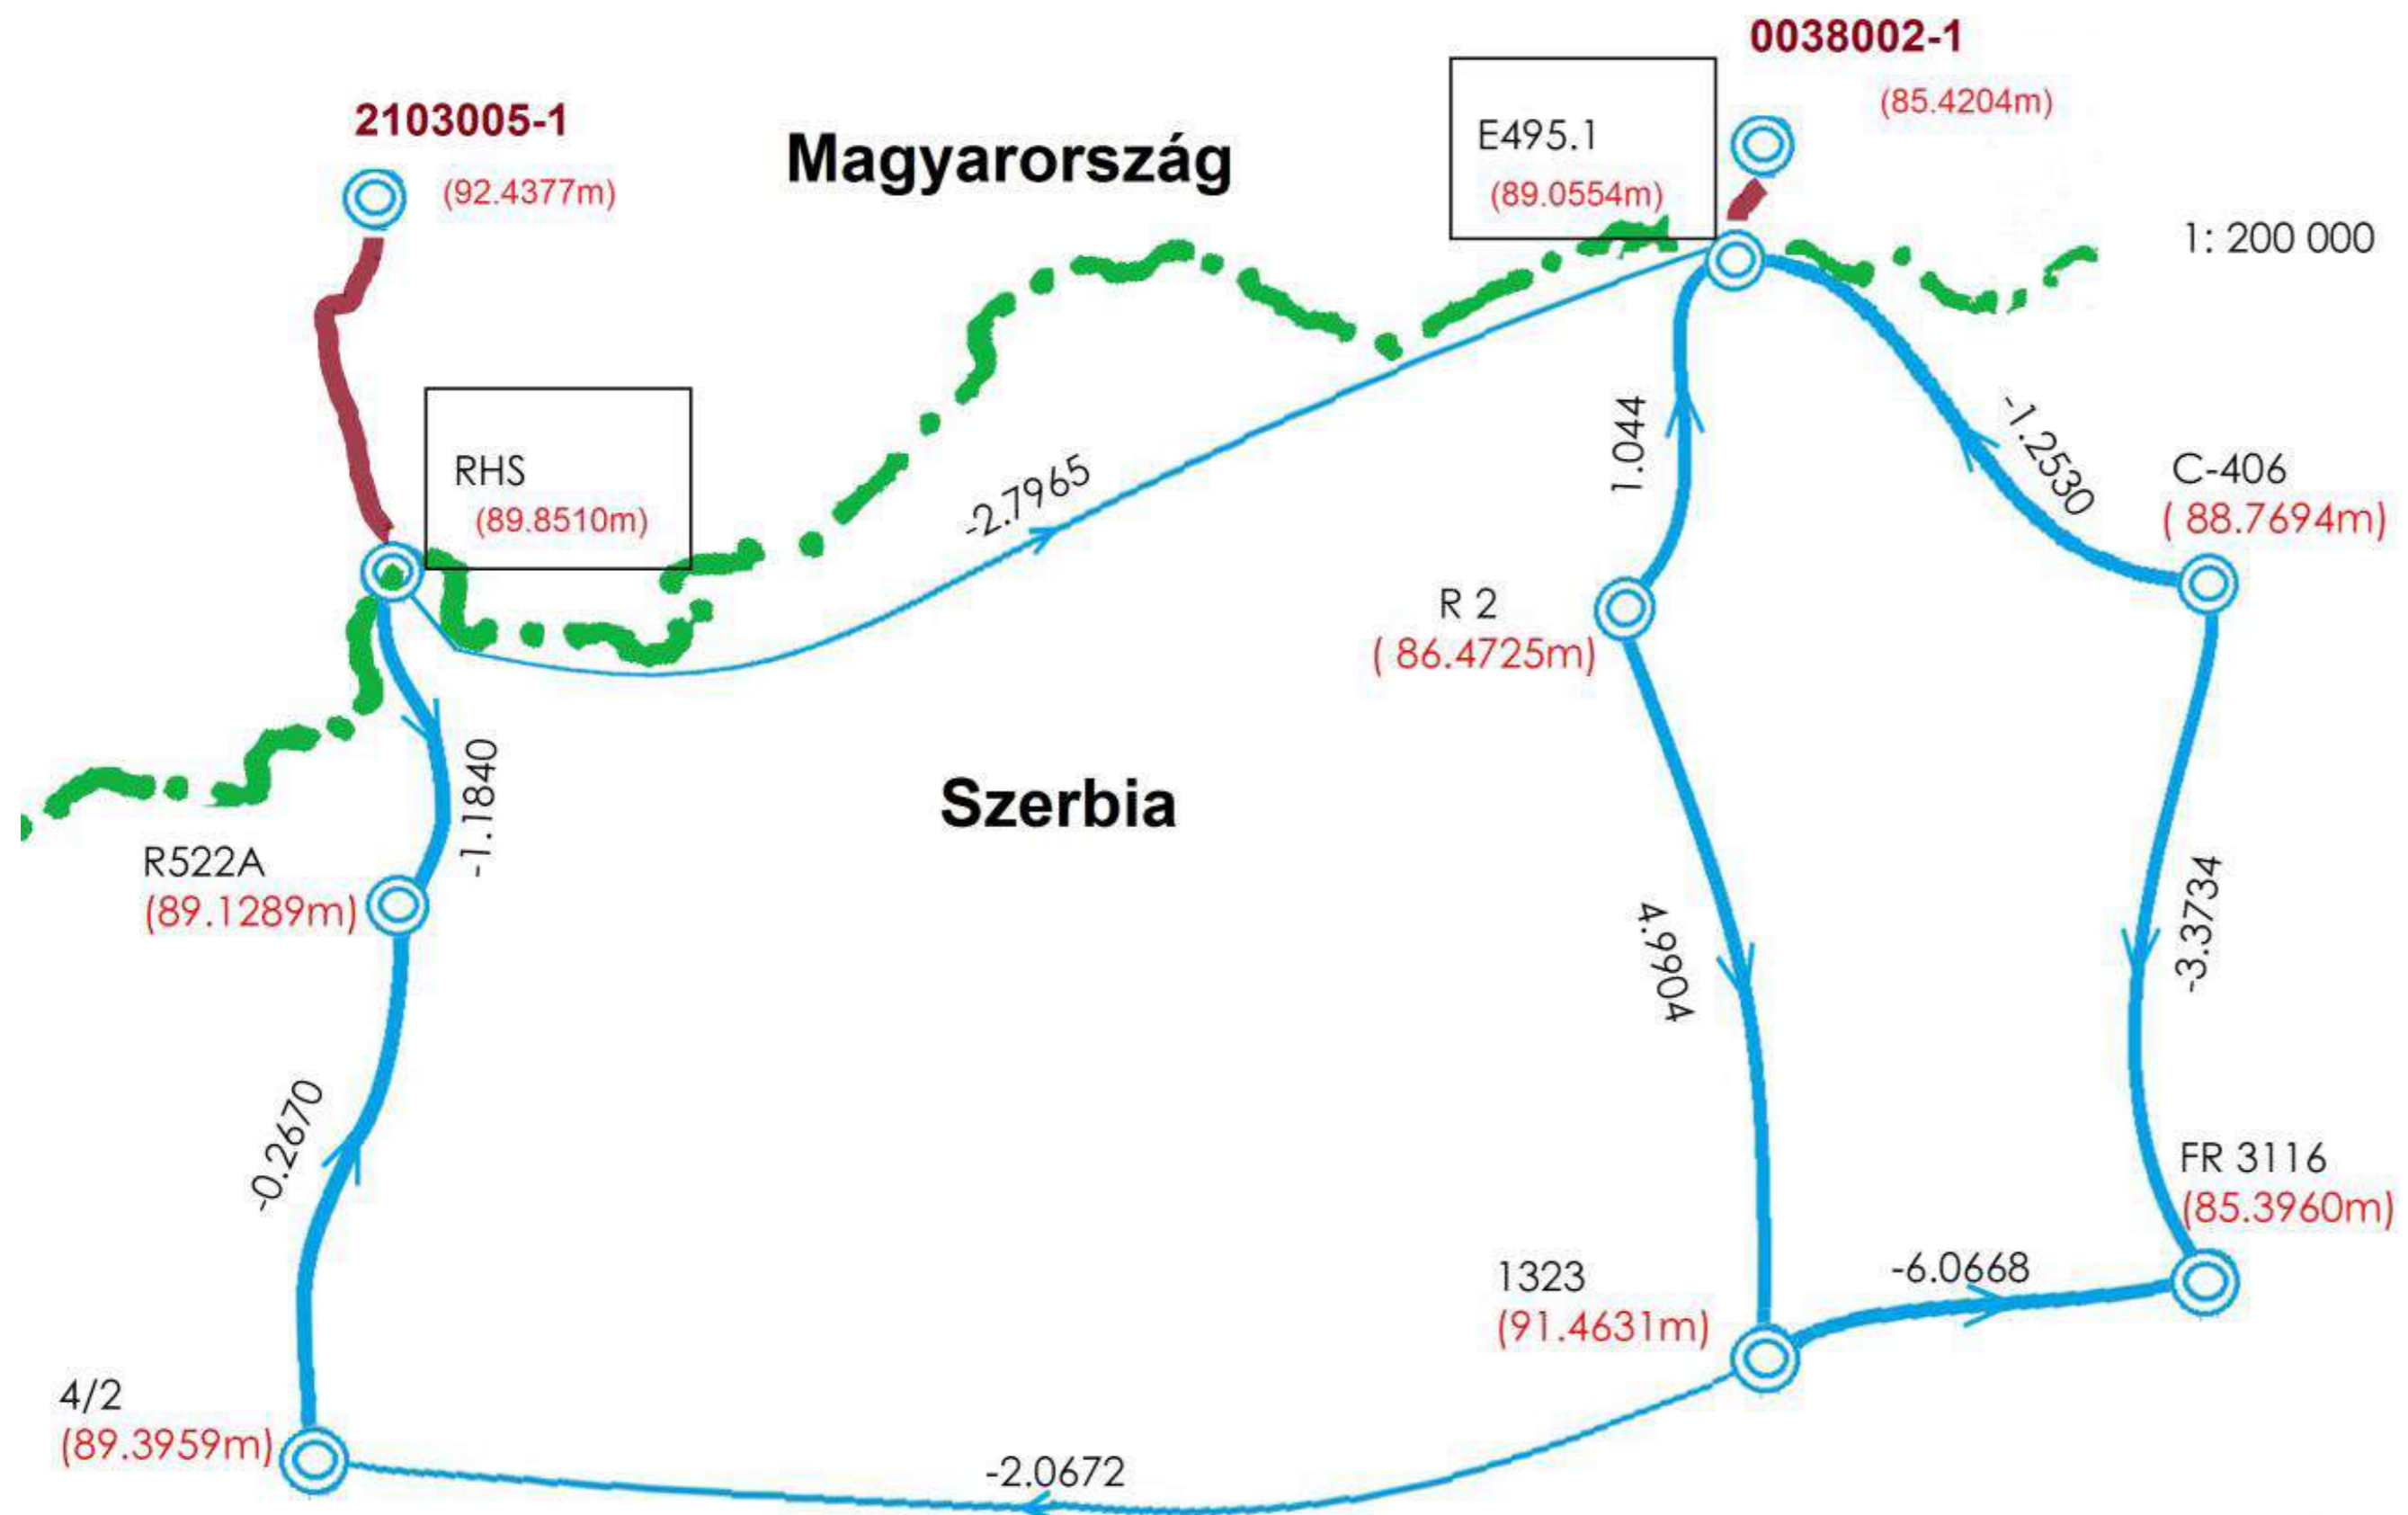 0038002-1
(85.4204m)
2103005-1
(92.4377m)
Magyarország
E495.1
(89.0554m)
1: 200 000
RHS
(89.8510m)
-2.7965
1.044
-1.2530
C-406
( 88.7694m)
R 2
( 86.4725m)
-1.1840
Szerbia
R522A
(89.1289m)
4.9904
-3.3734
-0.2670
FR 3116
(85.3960m)
1323
(91.4631m)
-6.0668
4/2
(89.3959m)
-2.0672